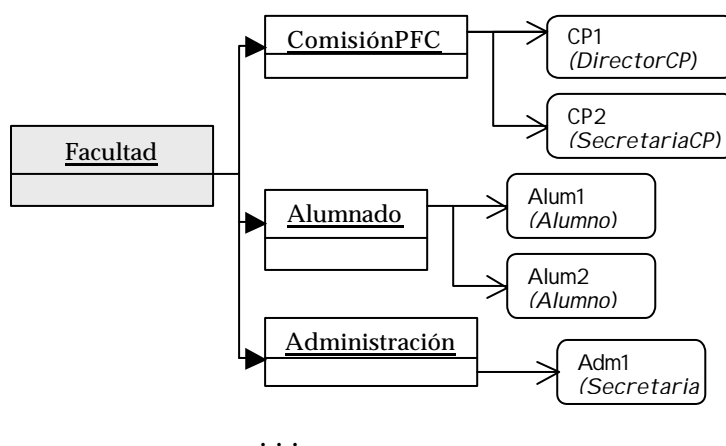 ComisiónPFC
CP1
(DirectorCP)
CP2
(SecretariaCP)
Facultad
Alumnado
Alum1
(Alumno)
Alum2
(Alumno)
Administración
Adm1
(Secretaria
...